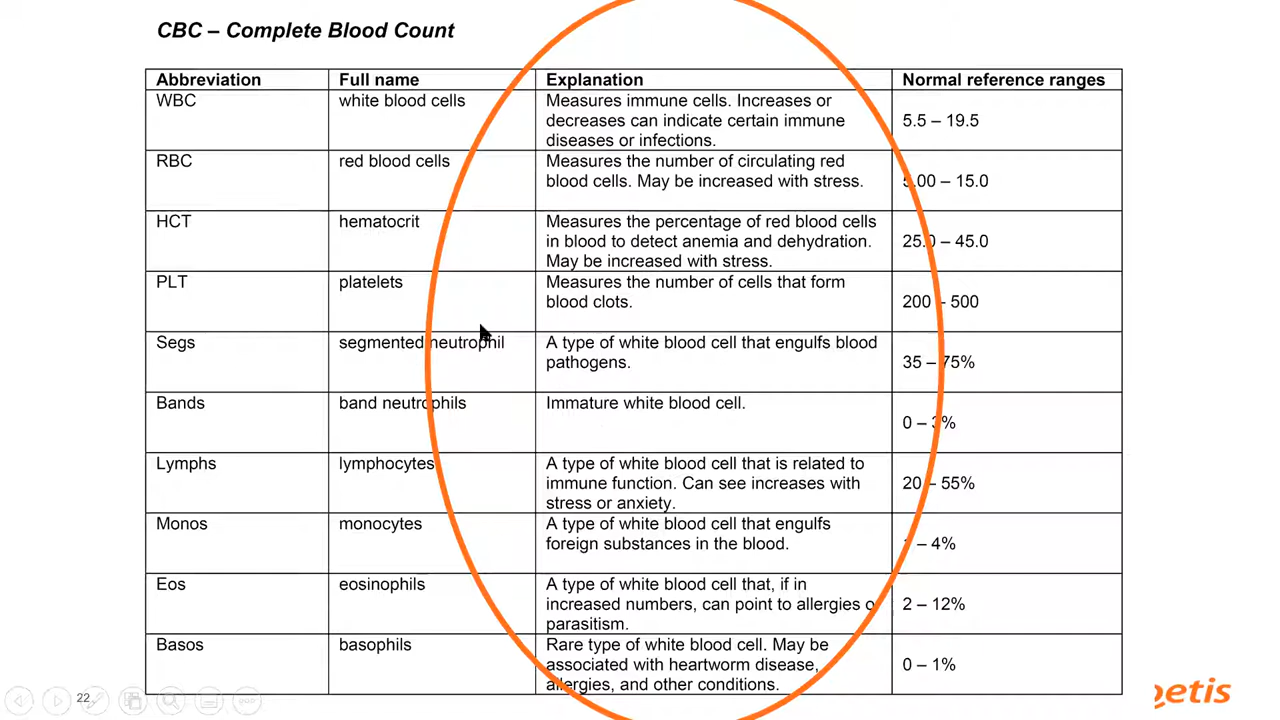 CBC – Complete Blood Count
Abbreviation Full name Explanation Normal reference ranges
WBC white blood cells Measures immune cells. Increases or
decreases can indicate certain immune
diseases or infections.
5.5 – 19.5
RBC red blood cells Measures the number of circulating red
blood cells. May be increased with stress.
5.00 – 15.0
HCT hematocrit Measures the percentage of red blood cells
in blood to detect anemia and dehydration.
May be increased with stress.
25.0 – 45.0
PLT platelets Measures the number of cells that form
blood clots.
200 – 500
Segs segmented neutrophil A type of white blood cell that engulfs blood
pathogens.
35 – 75%
Bands band neutrophils Immature white blood cell.
0 – 3%
Lymphs lymphocytes A type of white blood cell that is related to
immune function. Can see increases with
stress or anxiety.
20 – 55%
Monos monocytes A type of white blood cell that engulfs
foreign substances in the blood.
– 4%
Eos eosinophils A type of white blood cell that, if in
increased numbers, can point to allergies or
parasitism.
2 – 12%
Basos basophils Rare type of white blood cell. May be
associated with heartworm disease,
allergies, and other conditions.
0 – 1%
22